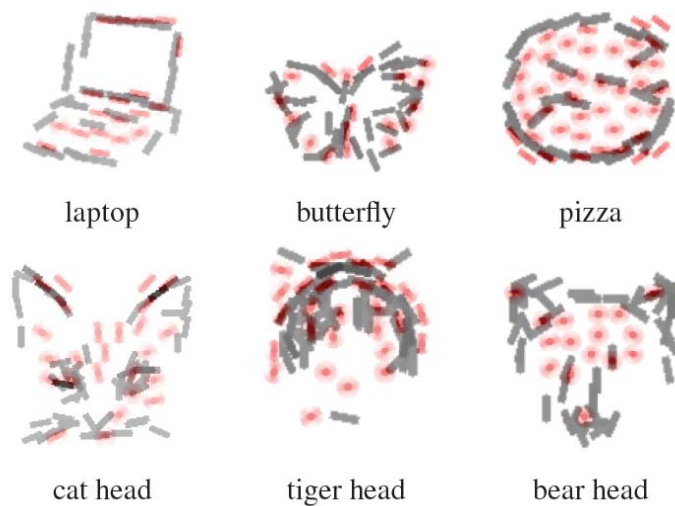 laptop
butterfly
pizza
cat head
tiger head
bear head